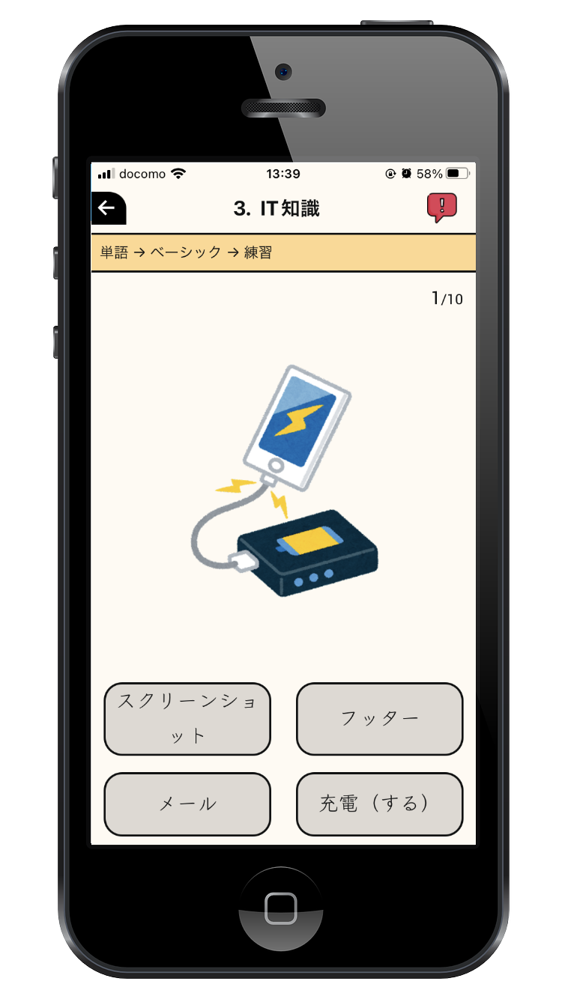 docomo 13:39 58%
3. IT知識
単語 → ベーシック → 練習
1/10
スクリーンショ
ット
フッター
メール
充電（する）